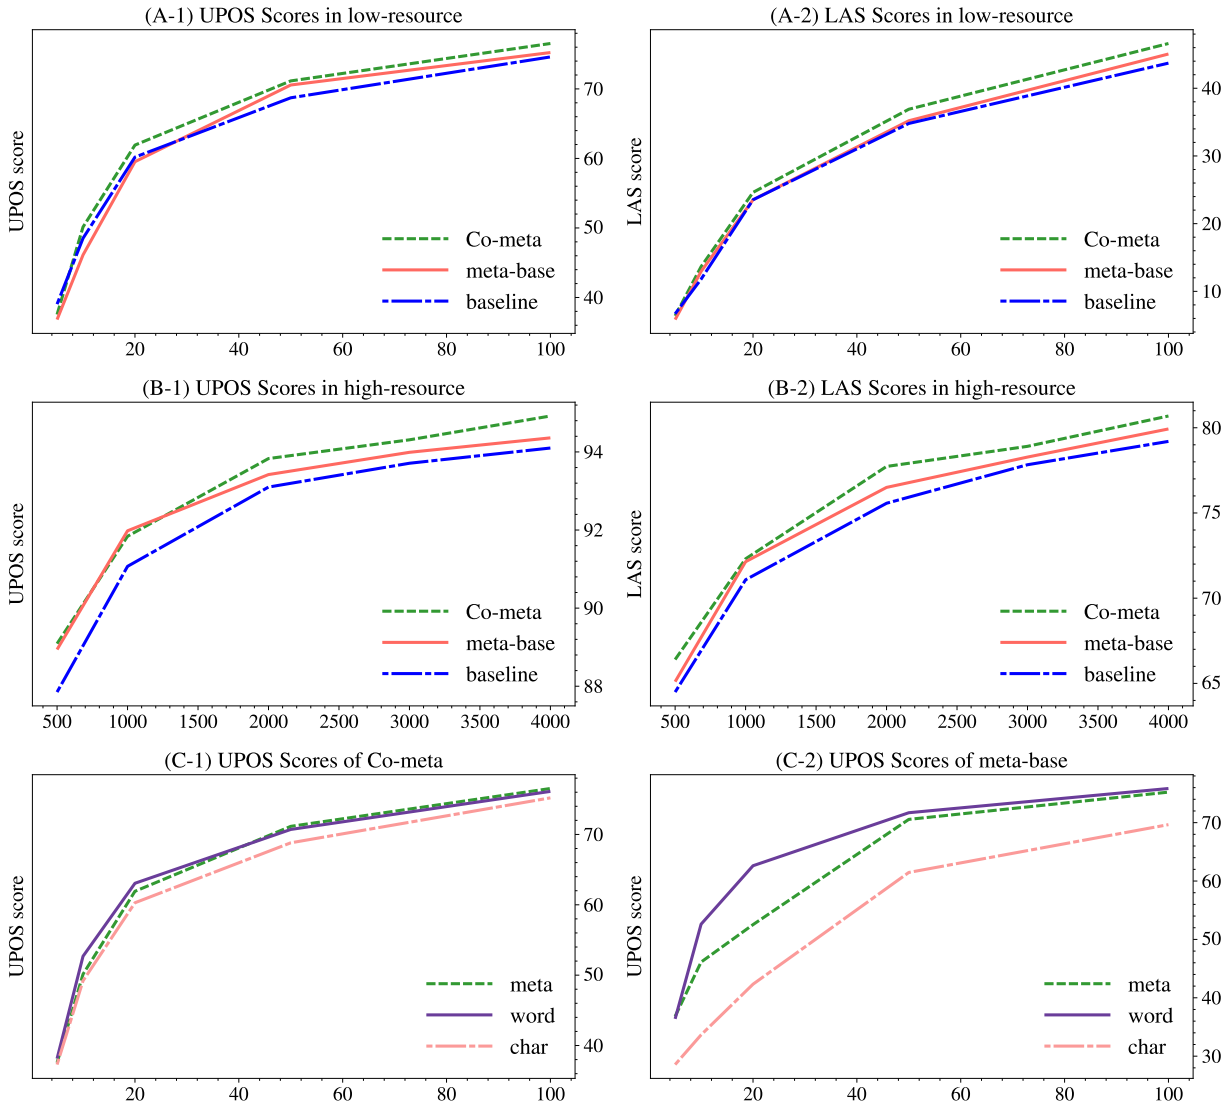 (A-1) UPOS Scores in low-resource
UPOS score
70
60
50
40
Co-meta
meta-base
baseline
20 40 60 80 100
(A-2) LAS Scores in low-resource
LAS score
40
30
20
10
Co-meta
meta-base
baseline
20 40 60 80 100
(B-1) UPOS Scores in high-resource
UPOS score
94
92
90
88
Co-meta
meta-base
baseline
500 1000 1500 2000 2500 3000 3500 4000
(B-2) LAS Scores in high-resource
LAS score
80
75
70
65
Co-meta
meta-base
baseline
500 1000 1500 2000 2500 3000 3500 4000
(C-1) UPOS Scores of Co-meta
UPOS score
70
60
50
40
meta
word
char
20 40 60 80 100
(C-2) UPOS Scores of meta-base
UPOS score
70
60
50
40
30
meta
word
char
20 40 60 80 100